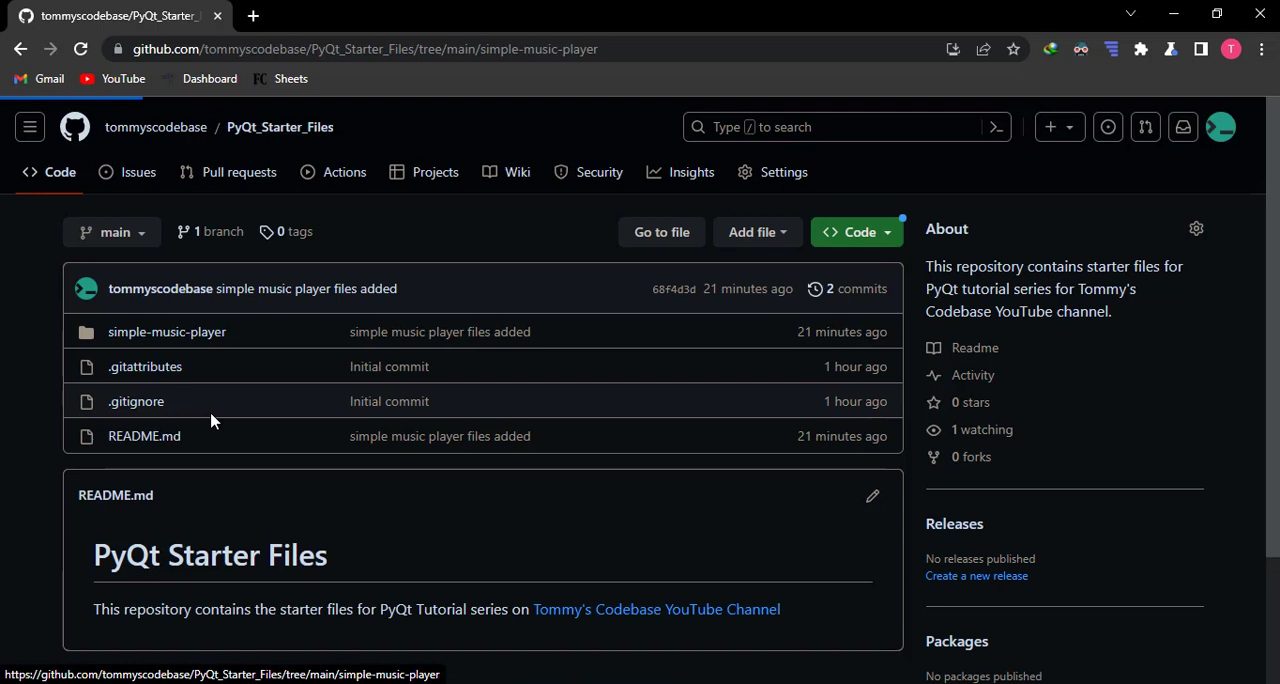 tommyscodebase/PyQt_Starter_
github.com/tommyscodebase/PyQt_Starter_Files/tree/main/simple-music-player
T
Gmail YouTube Dashboard FC Sheets
tommyscodebase / PyQt_Starter_Files Type / to search
Code Issues Pull requests Actions Projects Wiki Security Insights Settings
main 1 branch 0 tags Go to file Add file Code
tommyscodebase simple music player files added 68f4d3d 21 minutes ago 2 commits
simple-music-player simple music player files added 21 minutes ago
.gitattributes Initial commit 1 hour ago
.gitignore Initial commit 1 hour ago
README.md simple music player files added 21 minutes ago
README.md
PyQt Starter Files
This repository contains the starter files for PyQt Tutorial series on Tommy's Codebase YouTube Channel
About
This repository contains starter files for
PyQt tutorial series for Tommy's
Codebase YouTube channel.
Readme
Activity
0 stars
1 watching
0 forks
Releases
No releases published
Create a new release
Packages
No packages published
https://github.com/tommyscodebase/PyQt_Starter_Files/tree/main/simple-music-player